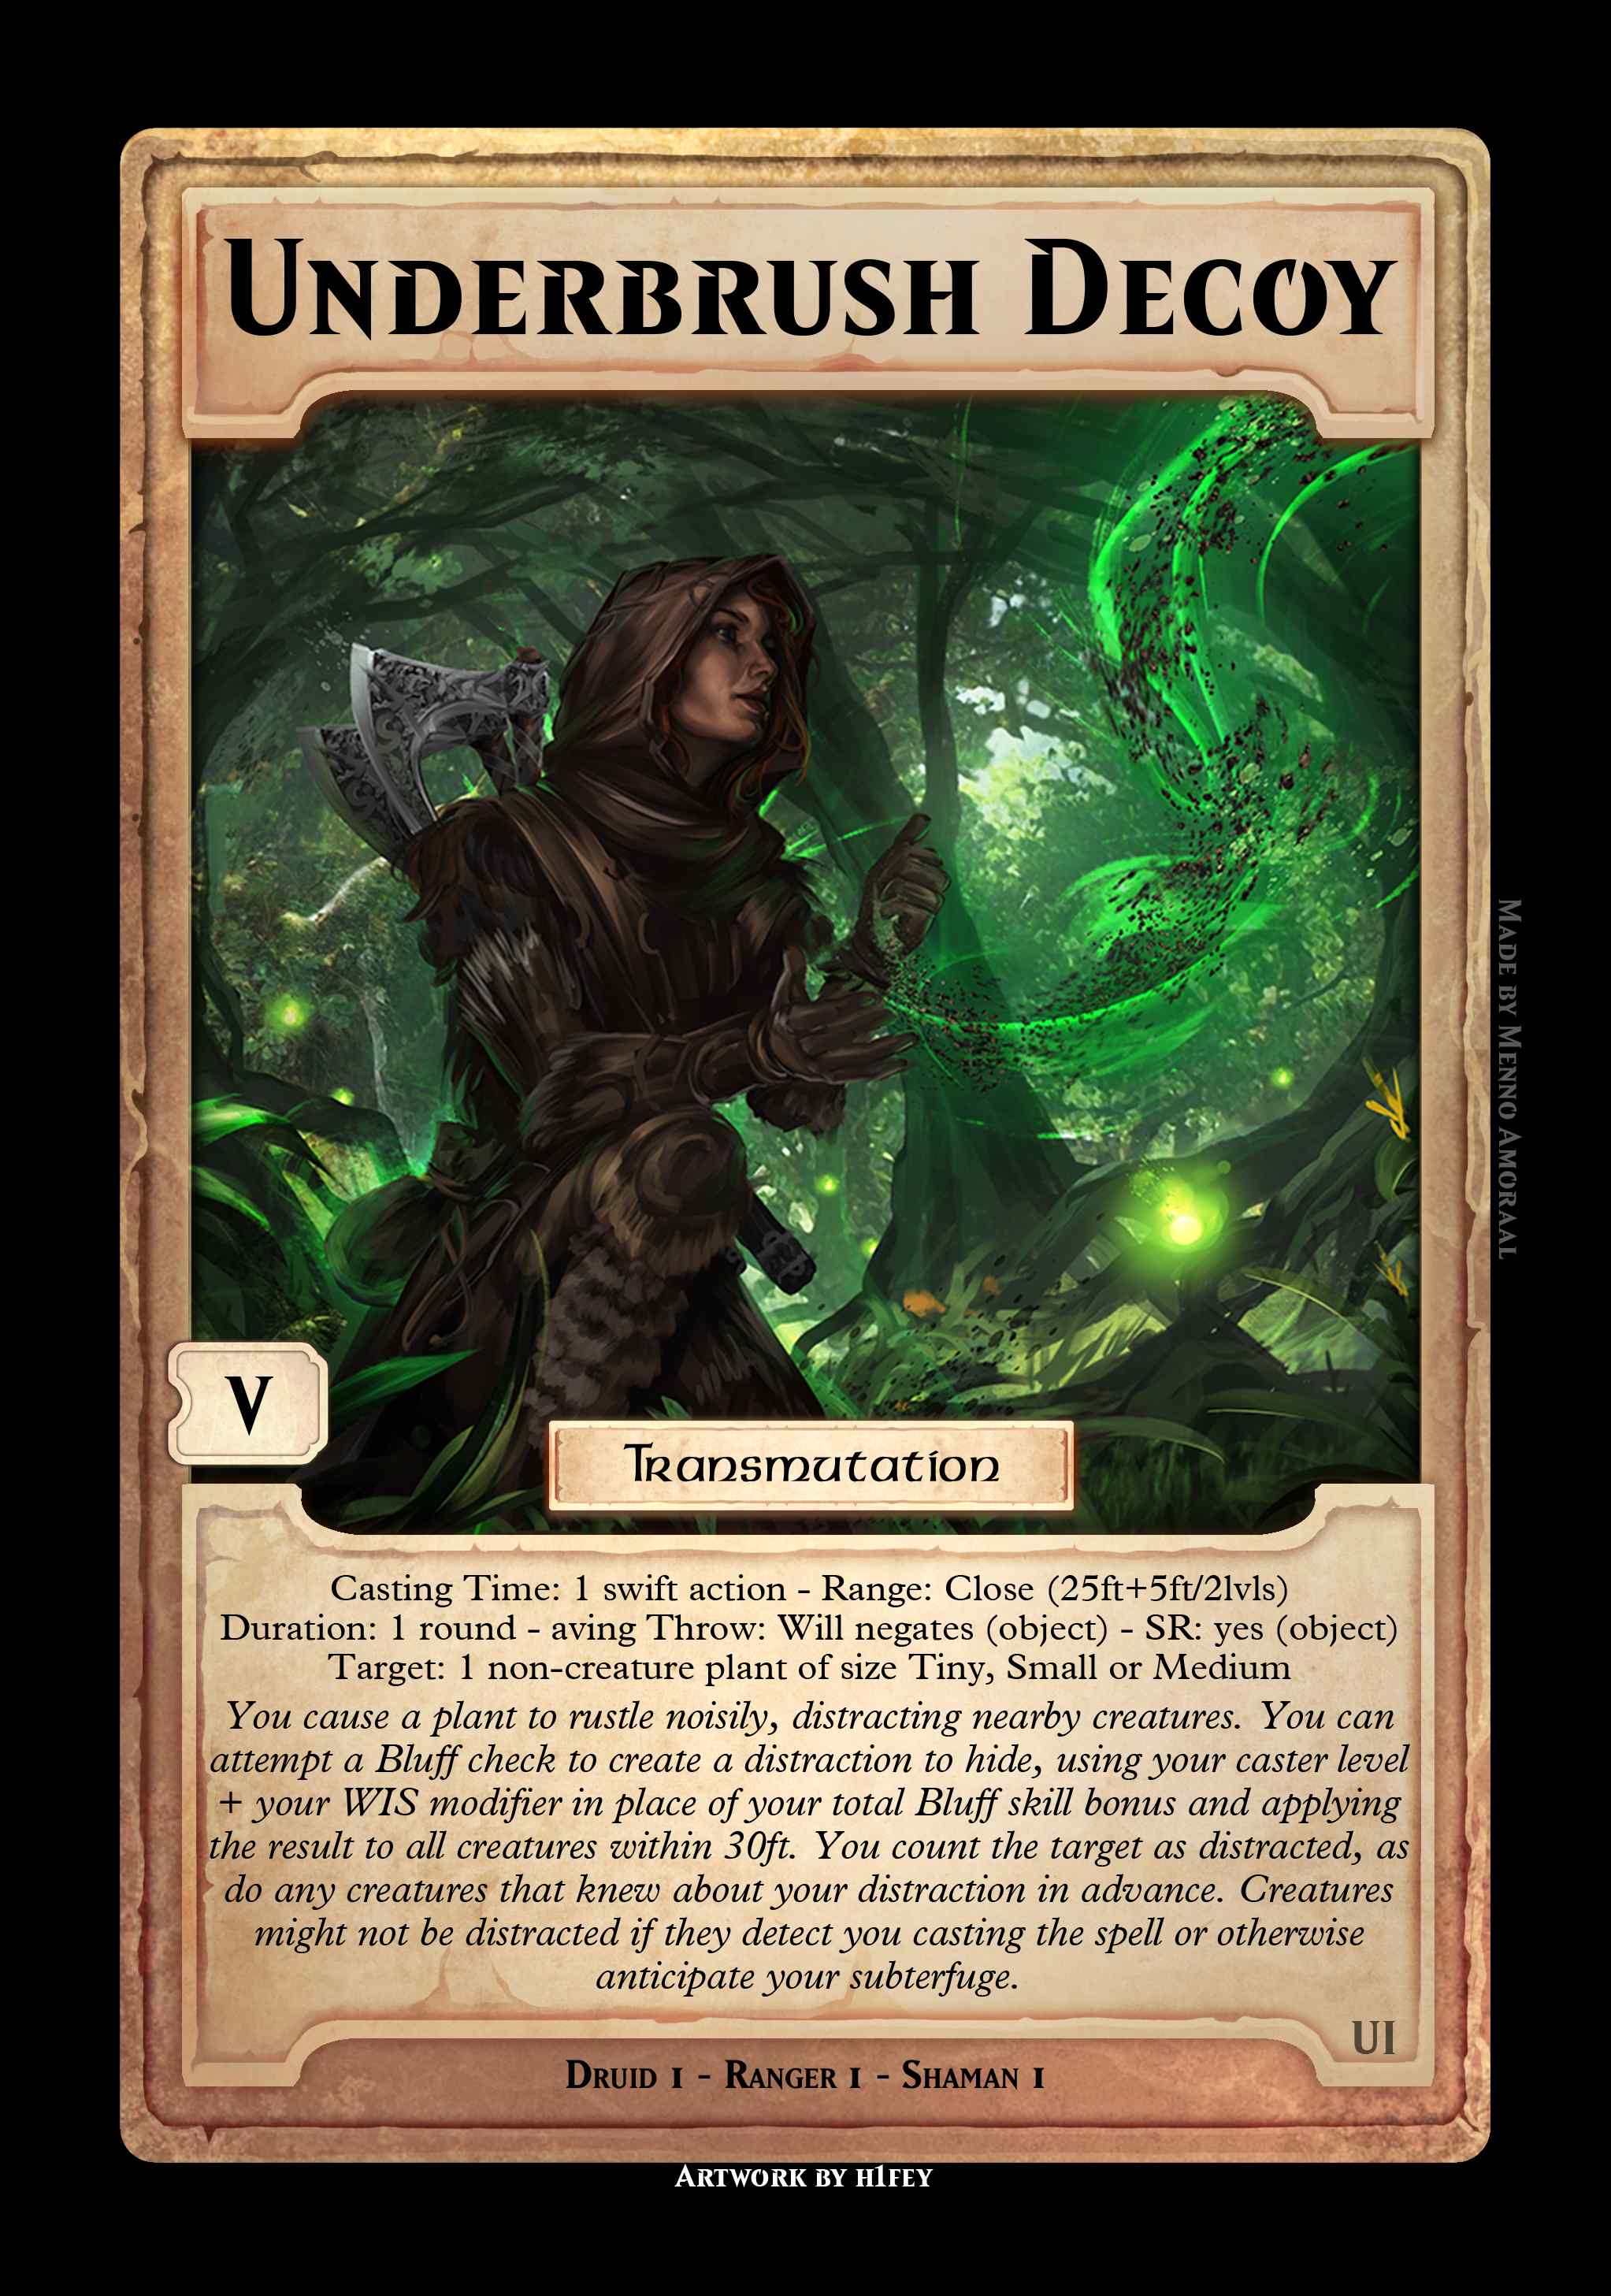 Underbrush Decoy
Made by Menno Amoraal
V
Transmutation
Casting Time: 1 swift action - Range: Close (25ft+5ft/2lvls)
Duration: 1 round - aving Throw: Will negates (object) - SR: yes (object)
Target: 1 non-creature plant of size Tiny, Small or Medium
You cause a plant to rustle noisily, distracting nearby creatures. You can
attempt a Bluff check to create a distraction to hide, using your caster level
+ your WIS modifier in place of your total Bluff skill bonus and applying
the result to all creatures within 30ft. You count the target as distracted, as
do any creatures that knew about your distraction in advance. Creatures
might not be distracted if they detect you casting the spell or otherwise
anticipate your subterfuge.
UI
Druid 1 - Ranger 1 - Shaman 1
Artwork by h1fey